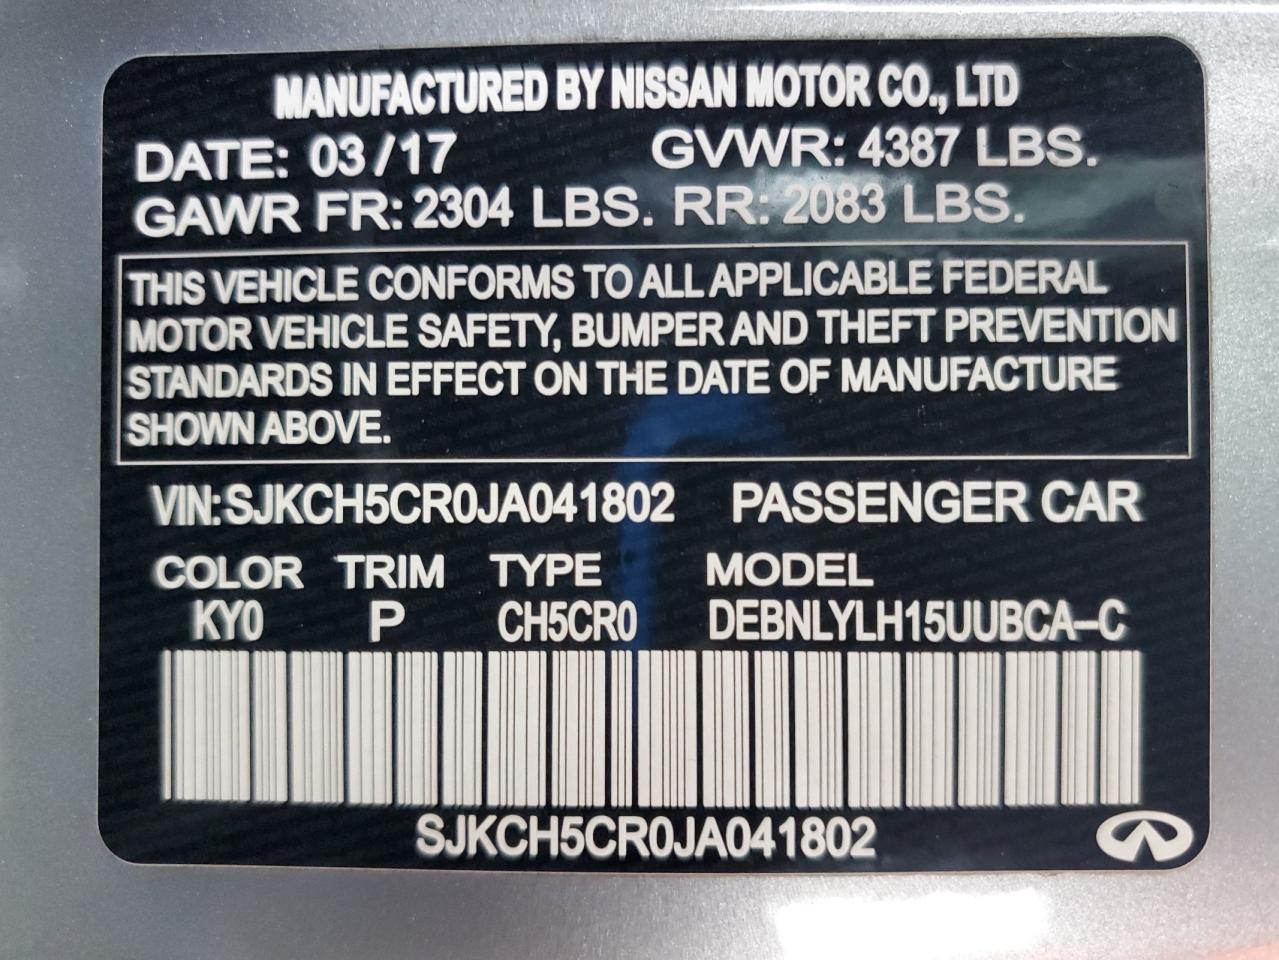 MANUFACTURED BY NISSAN MOTOR CO., LTD
DATE: 03/17 GVWR: 4387 LBS.
GAWR FR: 2304 LBS. RR: 2083 LBS.
THIS VEHICLE CONFORMS TO ALL APPLICABLE FEDERAL
MOTOR VEHICLE SAFETY, BUMPER AND THEFT PREVENTION
STANDARDS IN EFFECT ON THE DATE OF MANUFACTURE
SHOWN ABOVE.
VIN:SJKCH5CR0JA041802 PASSENGER CAR
COLOR TRIM TYPE MODEL
KY0 P CH5CR0 DEBNLYLH15UUBCA-C
SJKCH5CR0JA041802